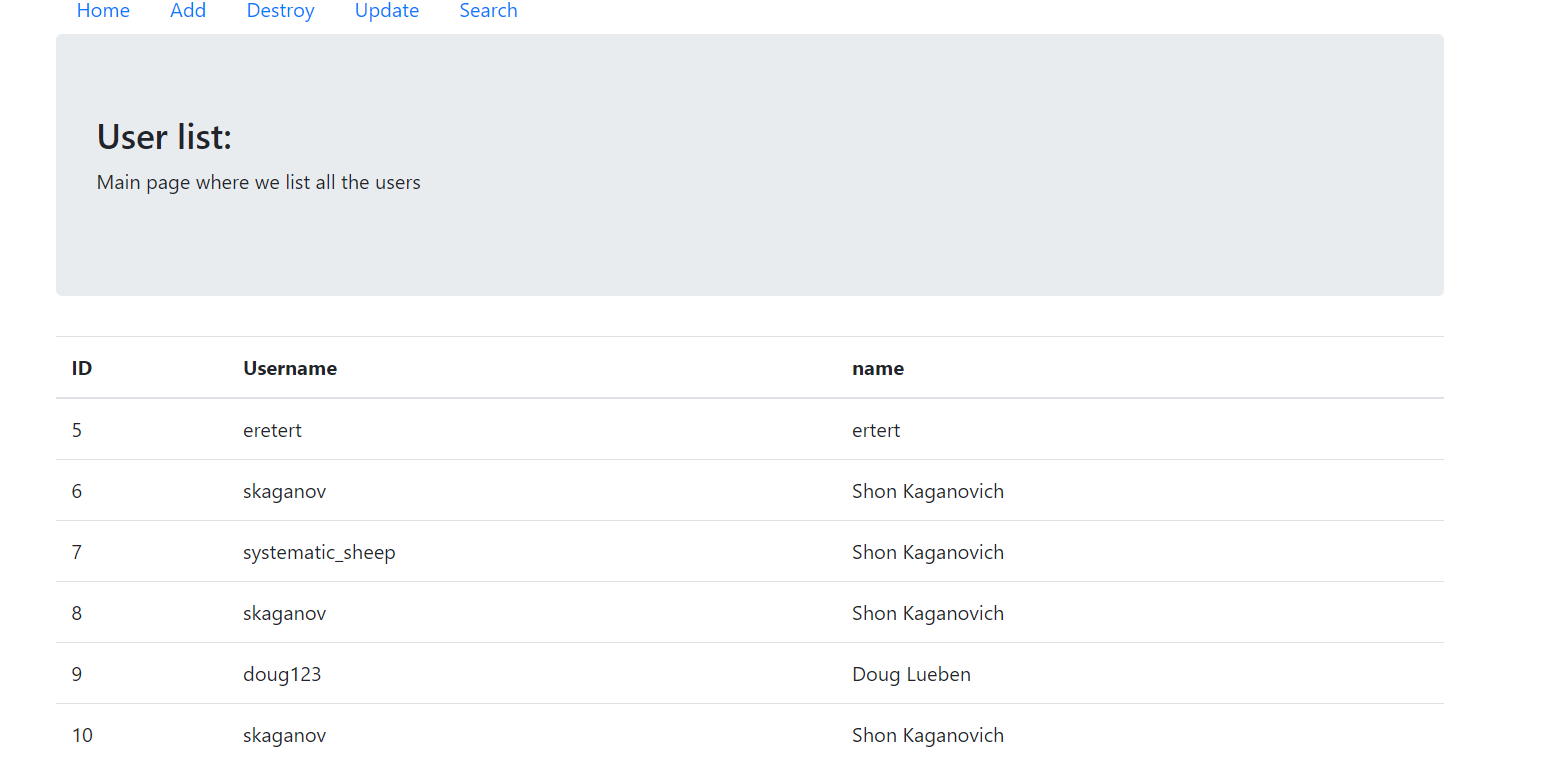 Home Add Destroy Update Search
User list:
Main page where we list all the users
ID Username name
5 eretert ertert
6 skaganov Shon Kaganovich
7 systematic_sheep Shon Kaganovich
8 skaganov Shon Kaganovich
9 doug123 Doug Lueben
10 skaganov Shon Kaganovich